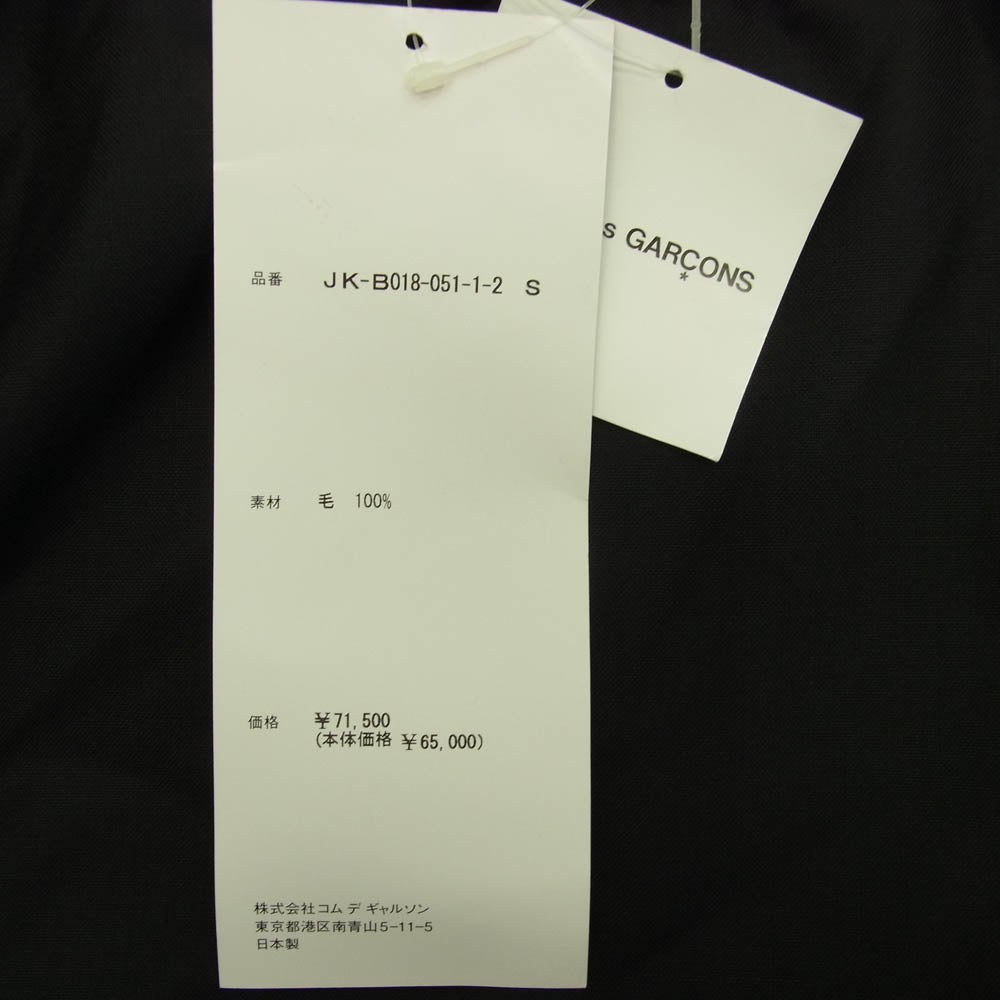 s GARÇONS
*
品番 JK-B018-051-1-2 S
素材 毛 100%
価格 ¥71,500
(本体価格 ¥65,000)
株式会社コム デ ギャルソン
東京都港区南青山5-11-5
日本製